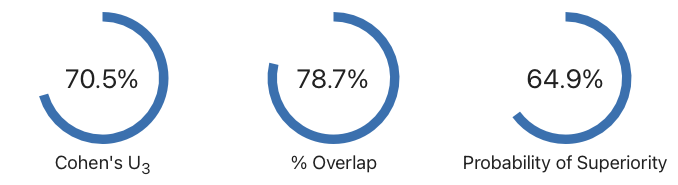 70.5% 78.7% 64.9%
Cohen's U3 % Overlap Probability of Superiority